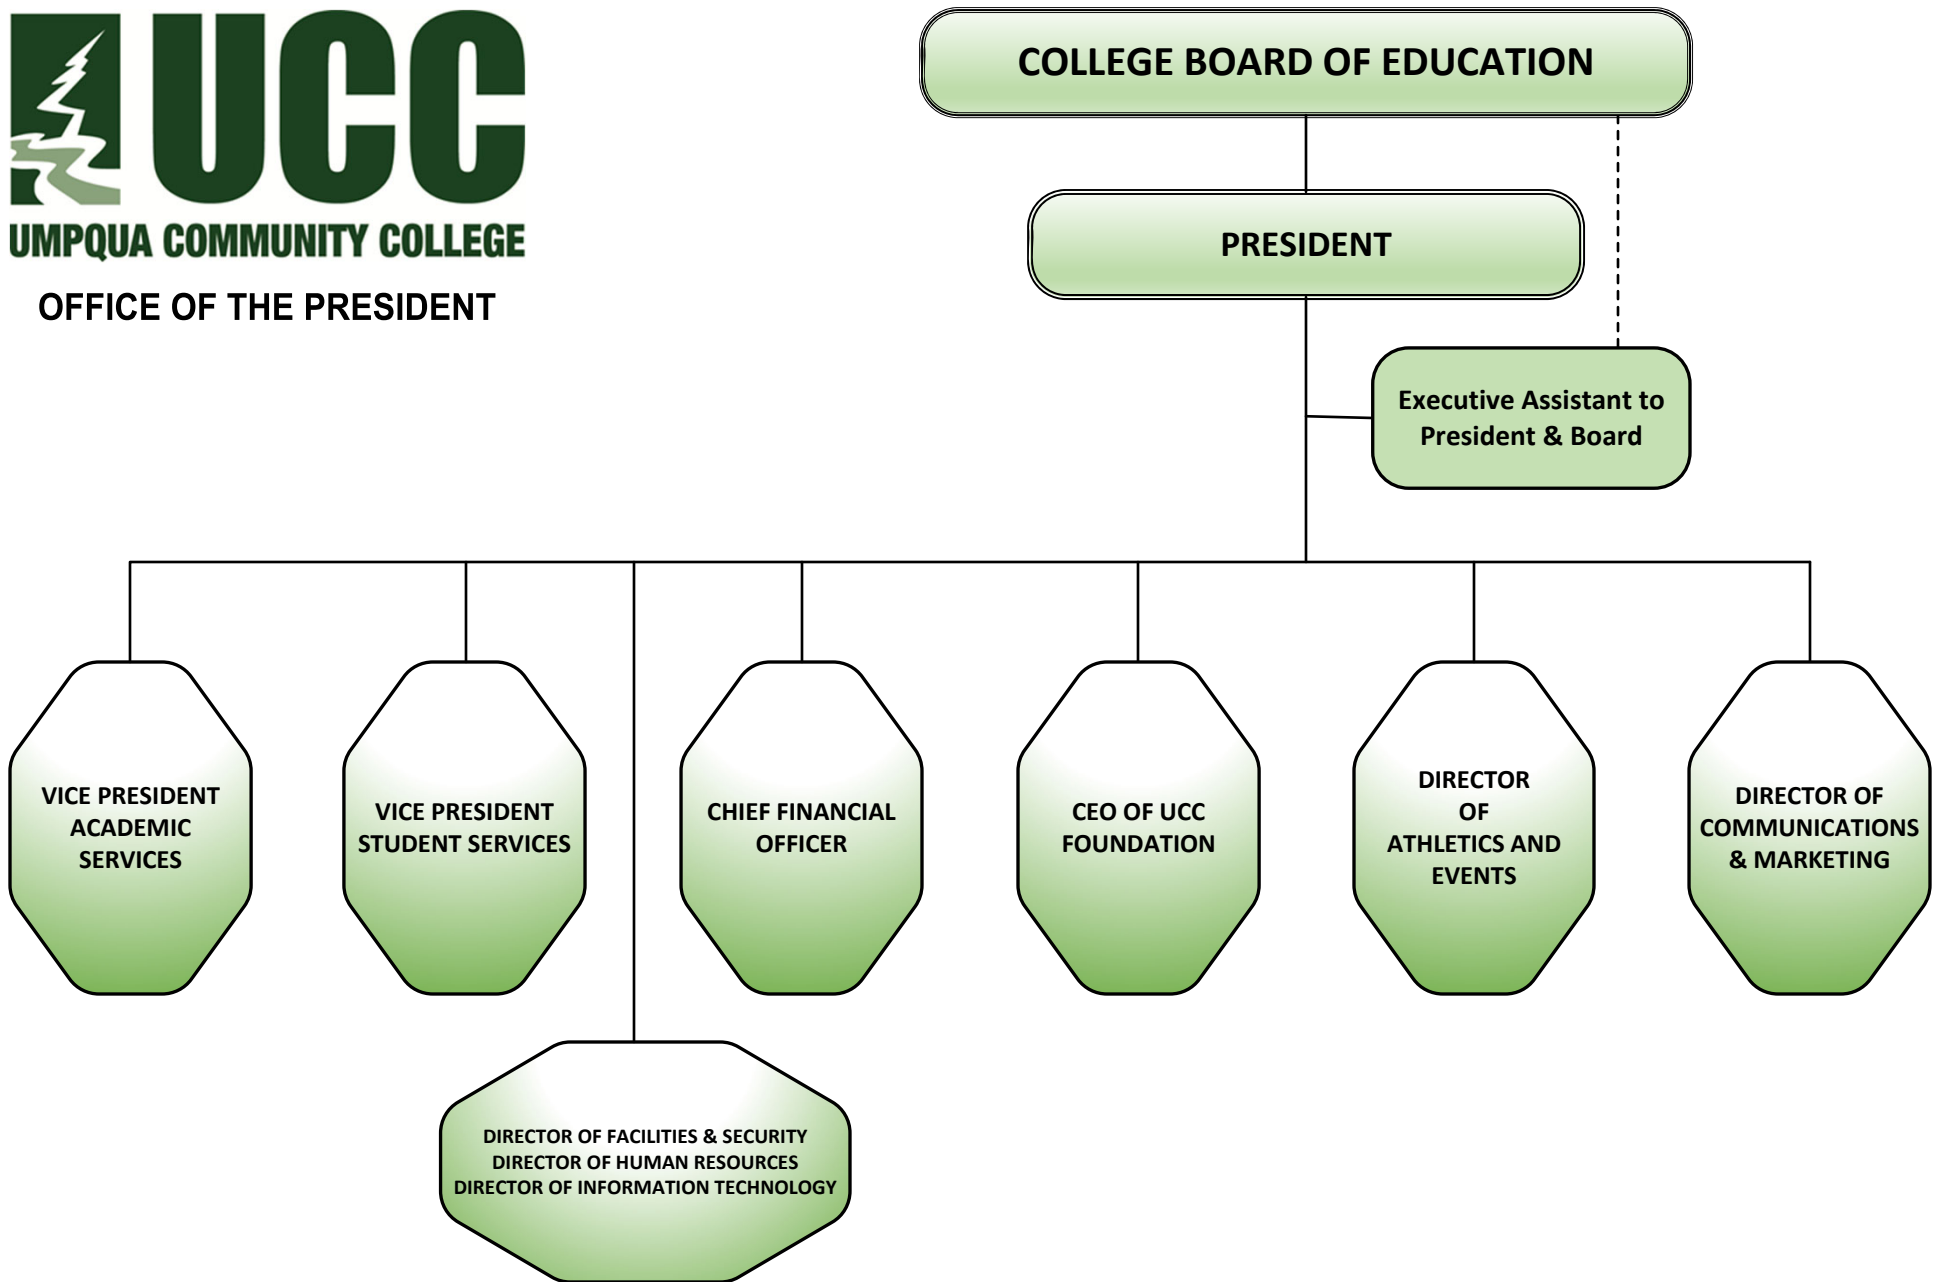 UCC
UMPQUA COMMUNITY COLLEGE
OFFICE OF THE PRESIDENT
COLLEGE BOARD OF EDUCATION
PRESIDENT
Executive Assistant to
President & Board
VICE PRESIDENT
ACADEMIC
SERVICES
VICE PRESIDENT
STUDENT SERVICES
CHIEF FINANCIAL
OFFICER
CEO OF UCC
FOUNDATION
DIRECTOR
OF
ATHLETICS AND
EVENTS
DIRECTOR OF
COMMUNICATIONS
& MARKETING
DIRECTOR OF FACILITIES & SECURITY
DIRECTOR OF HUMAN RESOURCES
DIRECTOR OF INFORMATION TECHNOLOGY